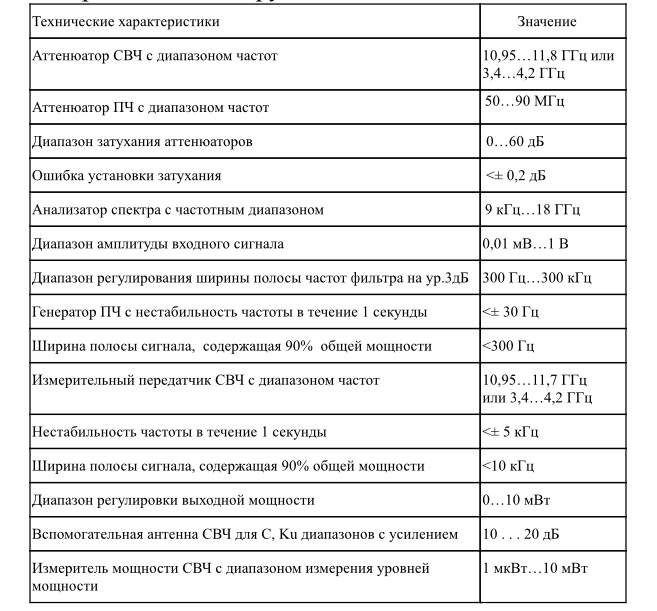 Технические характеристики Значение
Аттенюатор СВЧ с диапазоном частот 10,95…11,8 ГГц или
3,4…4,2 ГГц
Аттенюатор ПЧ с диапазоном частот 50…90 МГц
Диапазон затухания аттенюаторов 0…60 дБ
Ошибка установки затухания <± 0,2 дБ
Анализатор спектра с частотным диапазоном 9 кГц…18 ГГц
Диапазон амплитуды входного сигнала 0,01 мВ…1 В
Диапазон регулирования ширины полосы частот фильтра на ур.3дБ 300 Гц…300 кГц
Генератор ПЧ с нестабильность частоты в течение 1 секунды <± 30 Гц
Ширина полосы сигнала, содержащая 90% общей мощности <300 Гц
Измерительный передатчик СВЧ с диапазоном частот 10,95…11,7 ГГц
или 3,4…4,2 ГГц
Нестабильность частоты в течение 1 секунды <± 5 кГц
Ширина полосы сигнала, содержащая 90% общей мощности <10 кГц
Диапазон регулировки выходной мощности 0…10 мВт
Вспомогательная антенна СВЧ для C, Ku диапазонов с усилением 10 . . . 20 дБ
Измеритель мощности СВЧ с диапазоном измерения уровней 1 мкВт…10 мВт
мощности